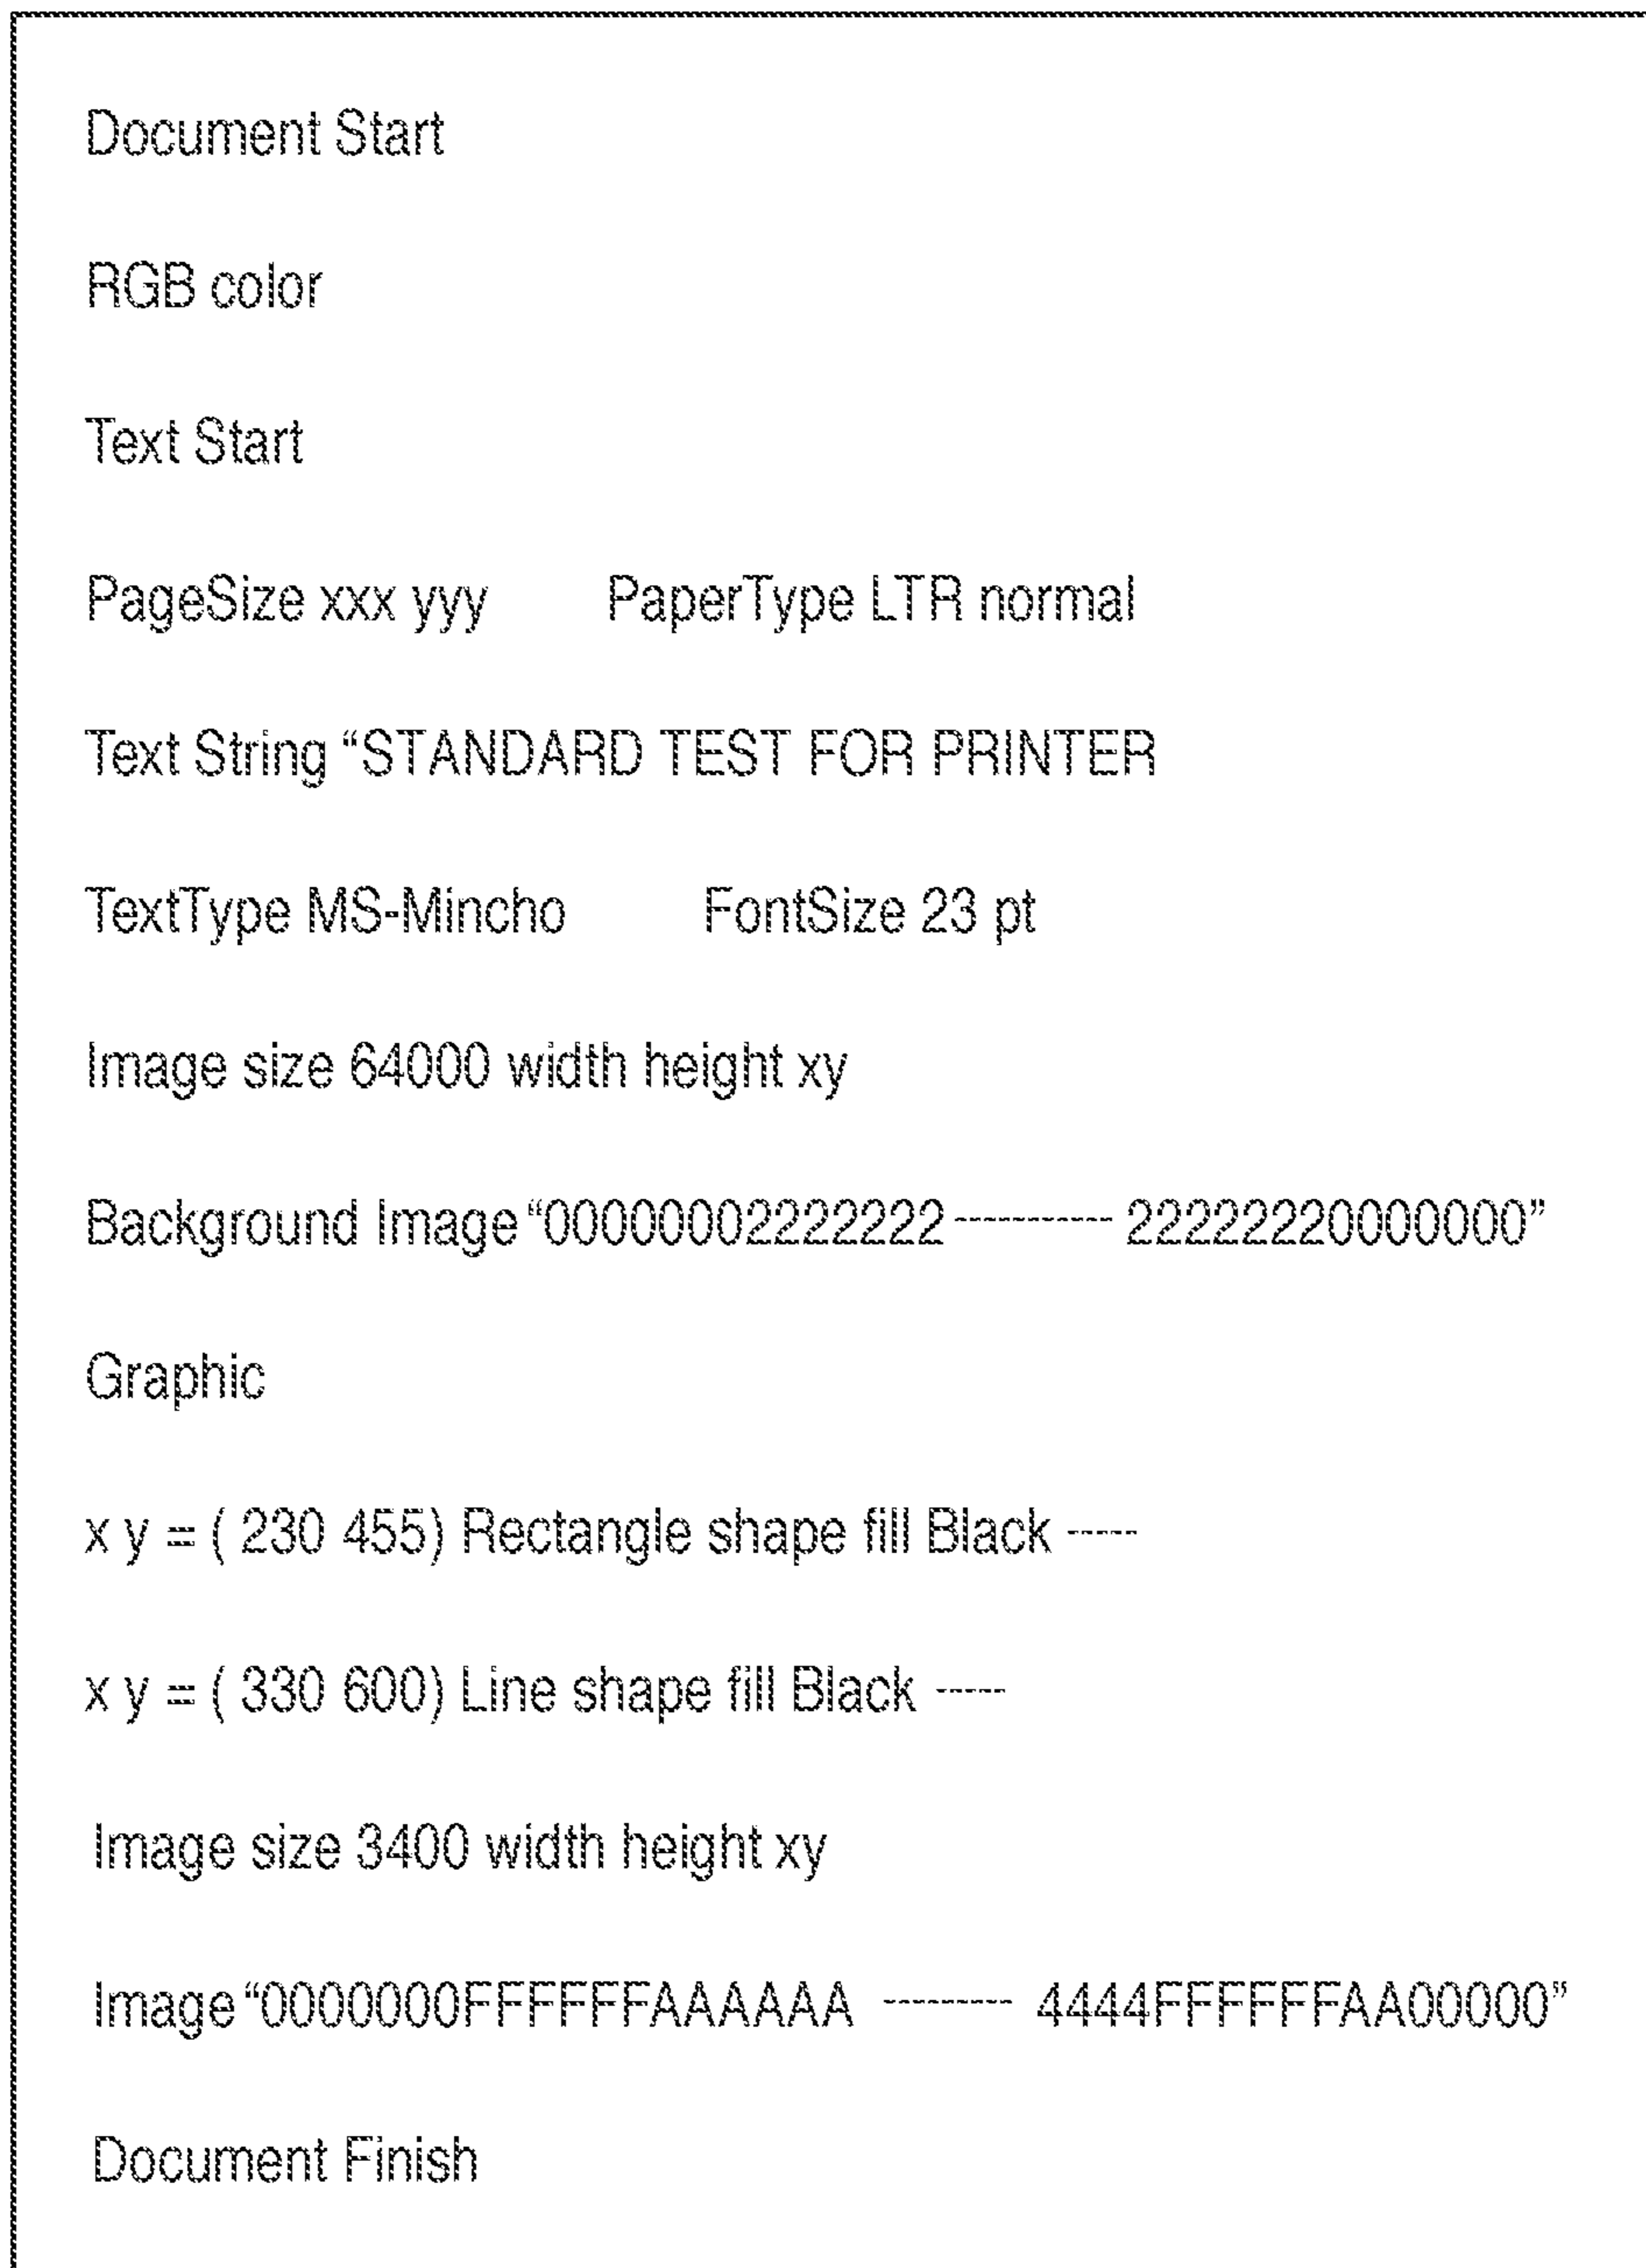 Document Start
RGB color
Text Start
PageSize xxx yyy PaperType LTR normal
Text String “STANDARD TEST FOR PRINTER
TextType MS-Mincho FontSize 23 pt
Image size 64000 width height xy
Background Image “00000002222222----------- 22222220000000”
Graphic
x y = ( 230 455) Rectangle shape fill Black -----
x y = ( 330 600) Line shape fill Black -----
Image size 3400 width height xy
Image “0000000FFFFFFAAAAAA --------- 4444FFFFFFAA00000”
Document Finish